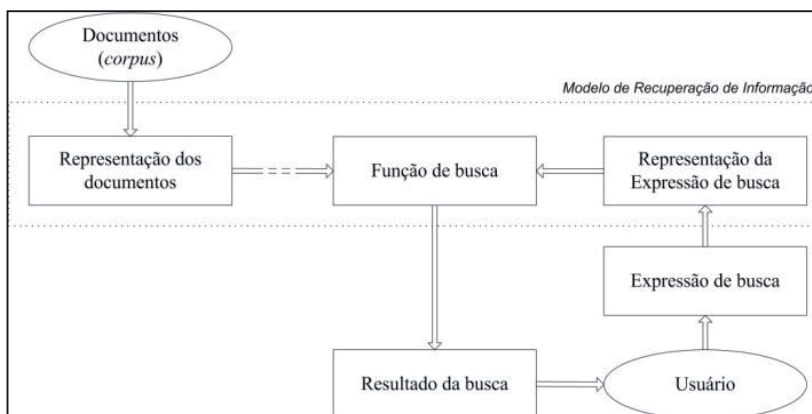 Documentos
(corpus)
Modelo de Recuperação de Informação
Representação dos
documentos
Função de busca
Representação da
Expressão de busca
Expressão de busca
Resultado da busca
Usuário